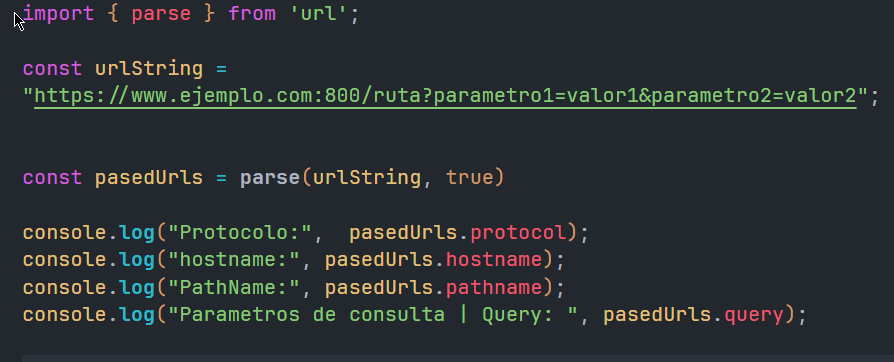 import { parse } from 'url';
const urlString =
"https://www.ejemplo.com:800/ruta?parametro1=valor1&parametro2=valor2";
const pasedUrls = parse(urlString, true)
console.log("Protocolo:",  pasedUrls.protocol);
console.log("hostname:", pasedUrls.hostname);
console.log("PathName:", pasedUrls.pathname);
console.log("Parametros de consulta | Query: ", pasedUrls.query);